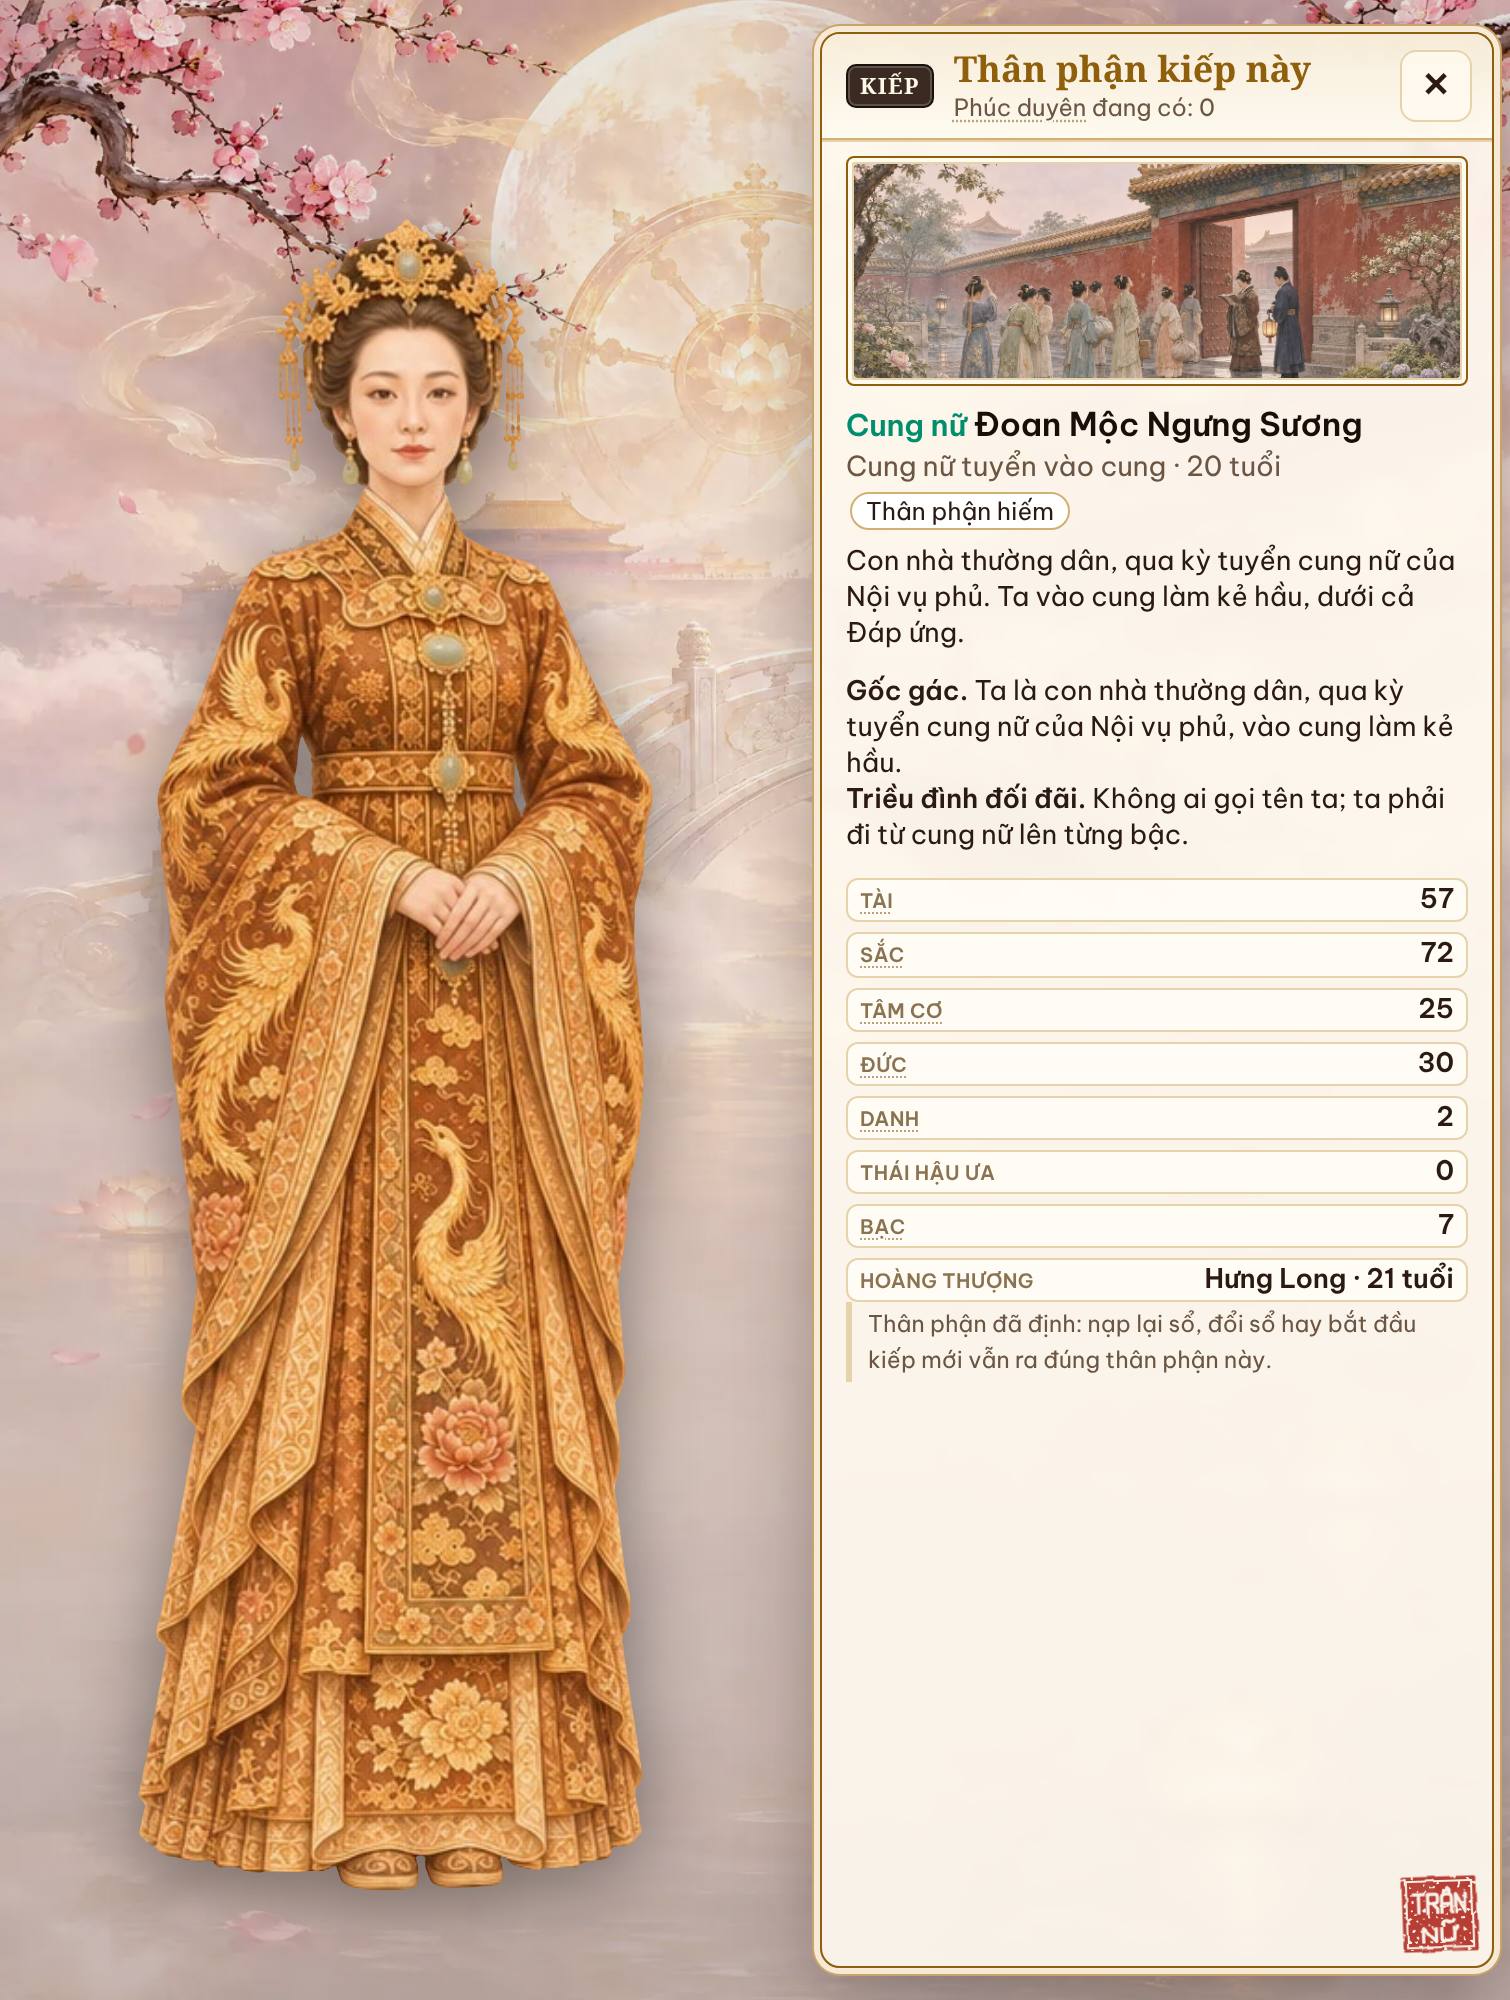 KIẾP
Thân phận kiếp này
Phúc duyên đang có: 0
✕
Cung nữ Đoan Mộc Ngưng Sương
Cung nữ tuyển vào cung · 20 tuổi
Thân phận hiếm
Con nhà thường dân, qua kỳ tuyển cung nữ của
Nội vụ phủ. Ta vào cung làm kẻ hầu, dưới cả
Đáp ứng.
Gốc gác. Ta là con nhà thường dân, qua kỳ
tuyển cung nữ của Nội vụ phủ, vào cung làm kẻ
hầu.
Triều đình đối đãi. Không ai gọi tên ta; ta phải
đi từ cung nữ lên từng bậc.
TÀI 57
SẮC 72
TÂM CƠ 25
ĐỨC 30
DANH 2
THÁI HẬU ƯA 0
BẠC 7
HOÀNG THƯỢNG Hưng Long · 21 tuổi
Thân phận đã định: nạp lại sổ, đổi sổ hay bắt đầu
kiếp mới vẫn ra đúng thân phận này.
TRÂN
NỮ